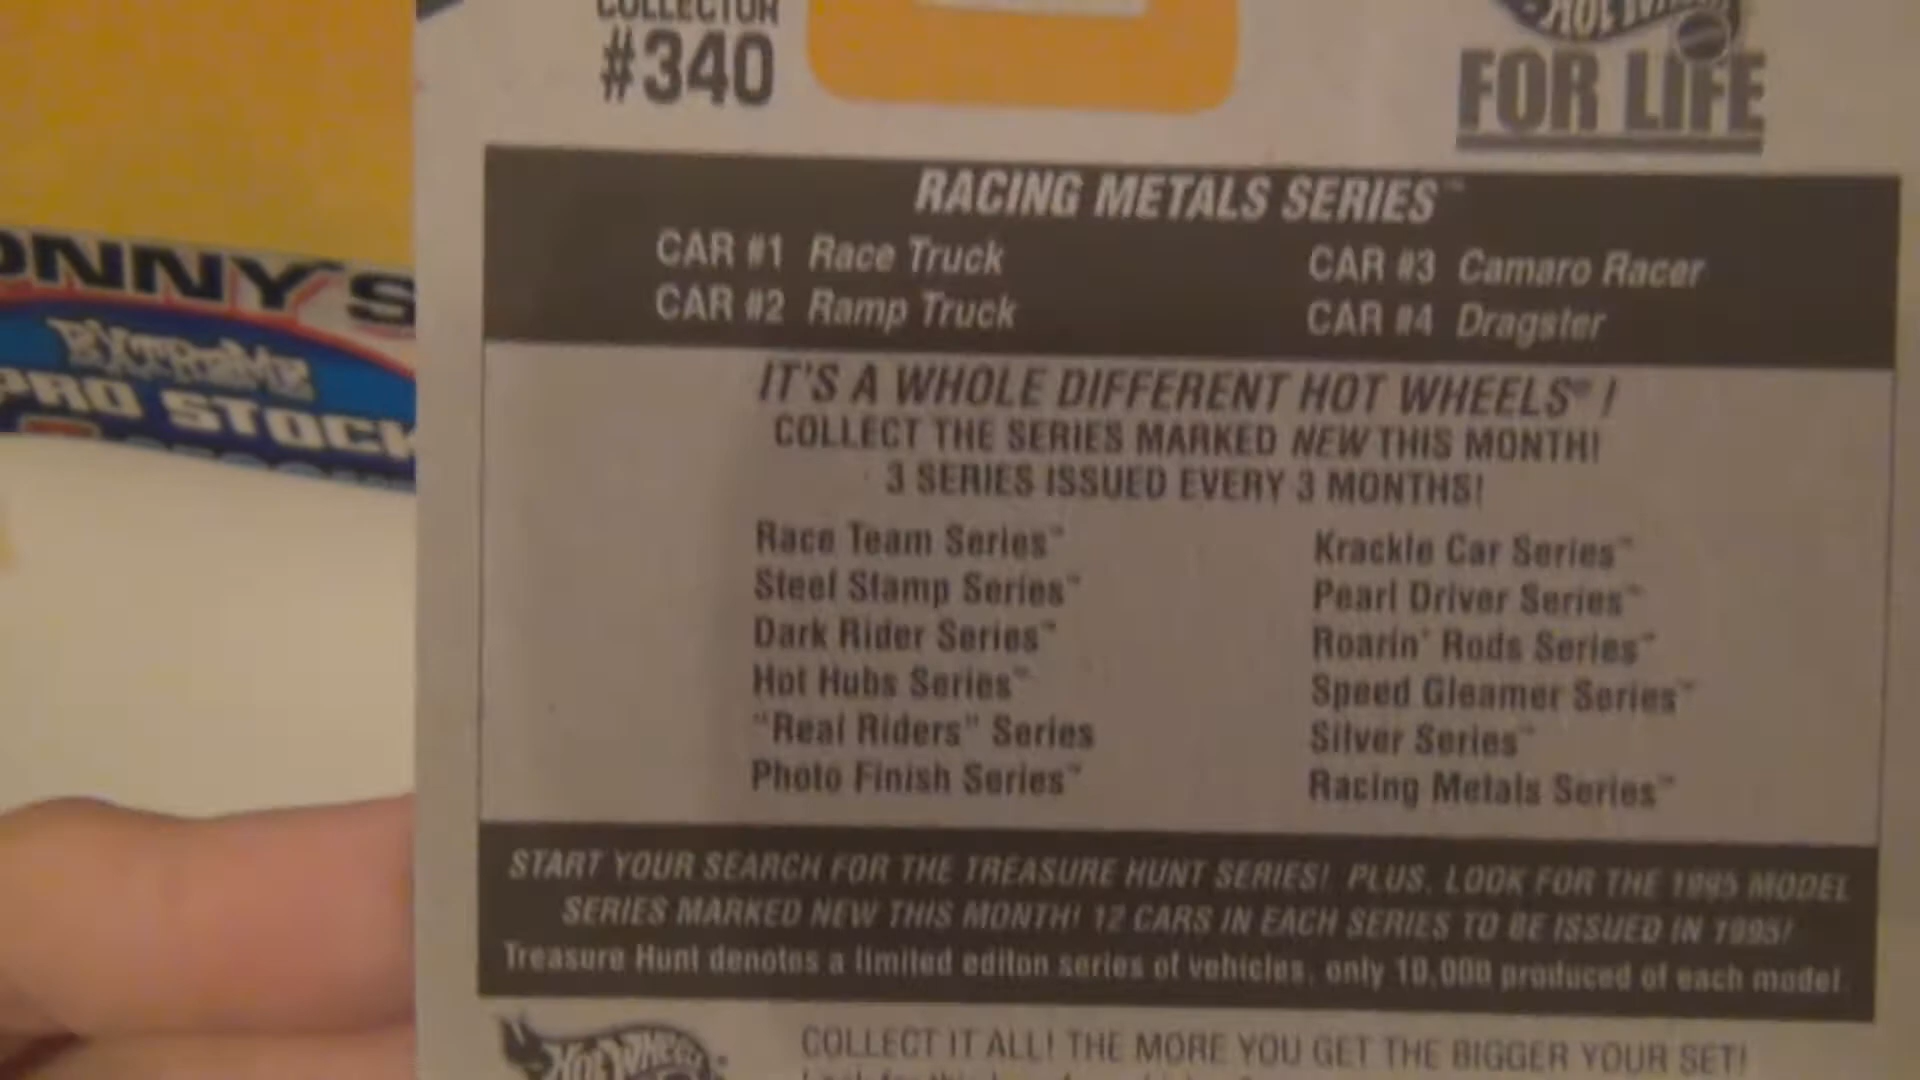 COLLECTOR
#340
HOT WHEELS
FOR LIFE
ONNY'S
EXTREME
PRO STOCK
RACING METALS SERIES™
CAR #1 Race Truck
CAR #2 Ramp Truck
CAR #3 Camaro Racer
CAR #4 Dragster
IT'S A WHOLE DIFFERENT HOT WHEELS® !
COLLECT THE SERIES MARKED NEW THIS MONTH!
3 SERIES ISSUED EVERY 3 MONTHS!
Race Team Series™
Steel Stamp Series™
Dark Rider Series™
Hot Hubs Series™
"Real Riders" Series
Photo Finish Series™
Krackle Car Series™
Pearl Driver Series™
Roarin' Rods Series™
Speed Gleamer Series™
Silver Series™
Racing Metals Series™
START YOUR SEARCH FOR THE TREASURE HUNT SERIES! PLUS, LOOK FOR THE 1995 MODEL
SERIES MARKED NEW THIS MONTH! 12 CARS IN EACH SERIES TO BE ISSUED IN 1995!
Treasure Hunt denotes a limited editon series of vehicles, only 10,000 produced of each model.
HOT WHEELS
COLLECT IT ALL! THE MORE YOU GET THE BIGGER YOUR SET!